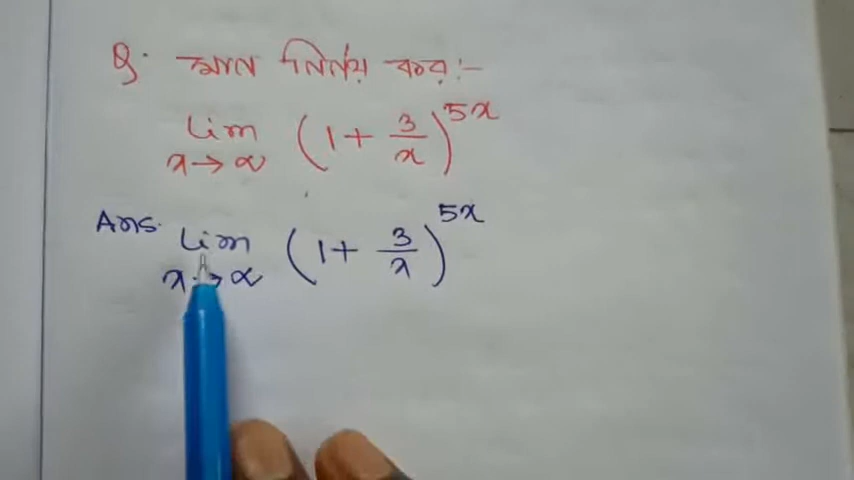 Q. মান নির্ণয় কর :-
lim x→∞ (1 + 3/x)^5x
Ans. lim x→∞ (1 + 3/x)^5x